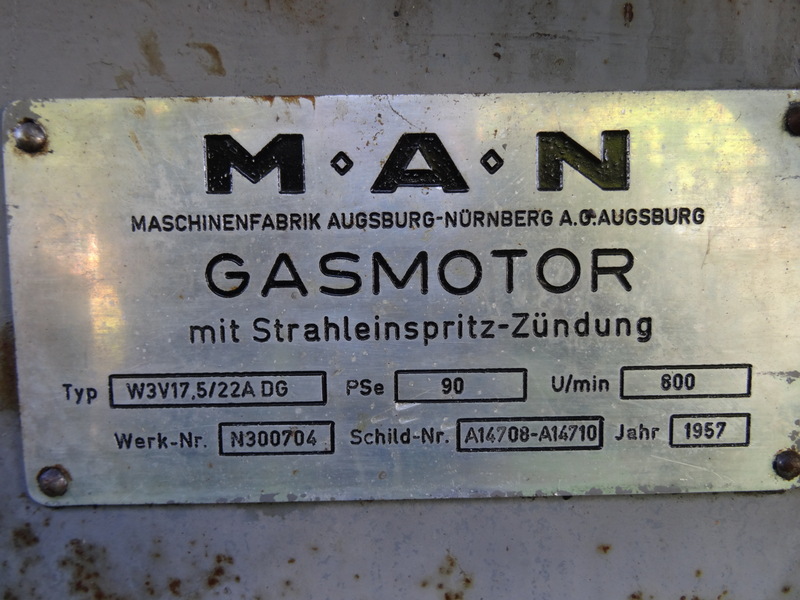 M·A·N
MASCHINENFABRIK AUGSBURG-NÜRNBERG A.G. AUGSBURG
GASMOTOR
mit Strahleinspritz-Zündung
Typ W3V17,5/22A DG PSe 90 U/min 800
Werk-Nr. N300704 Schild-Nr. A14708-A14710 Jahr 1957